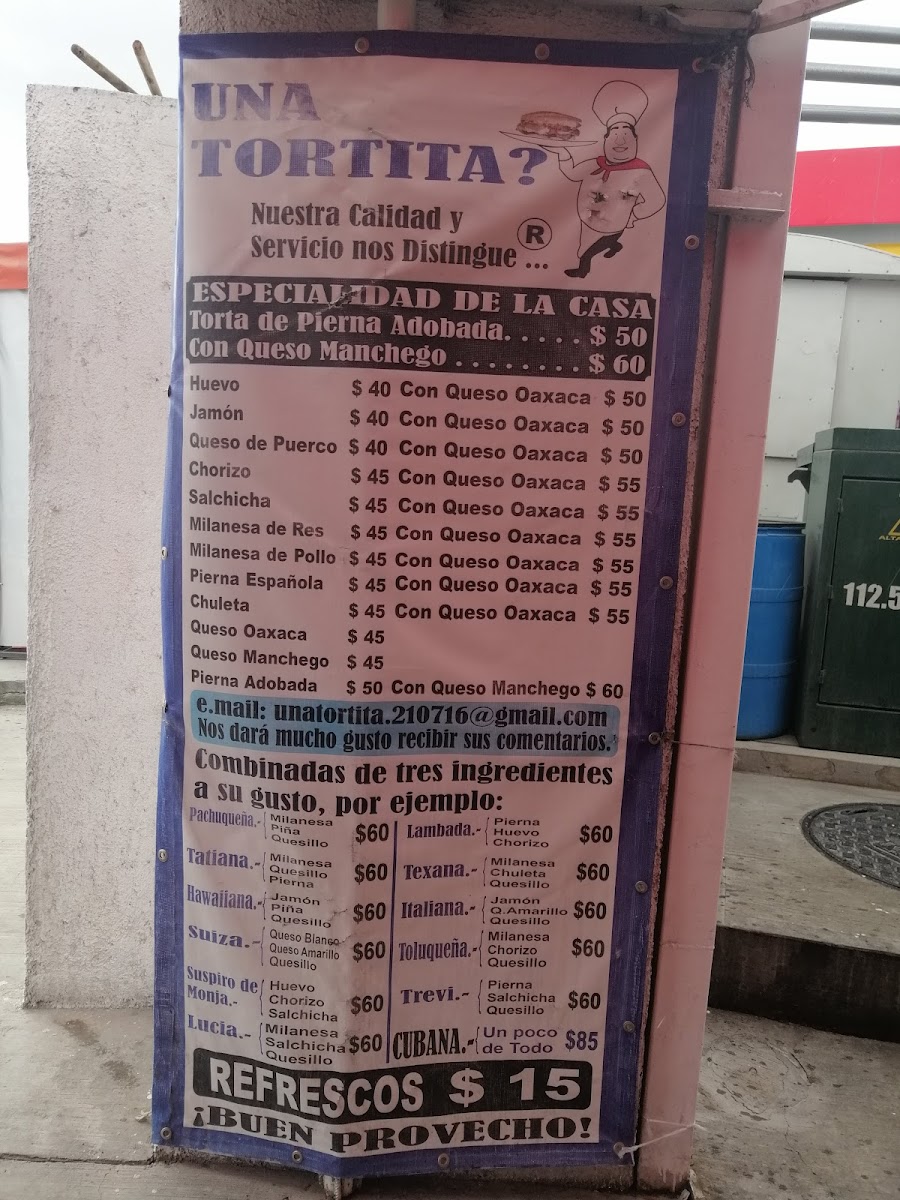 UNA
TORTITA?
Nuestra Calidad y
Servicio nos Distingue ...
R
ESPECIALIDAD DE LA CASA
Torta de Pierna Adobada. . . . . $ 50
Con Queso Manchego . . . . . . . . $ 60
Huevo $ 40 Con Queso Oaxaca $ 50
Jamón $ 40 Con Queso Oaxaca $ 50
Queso de Puerco $ 40 Con Queso Oaxaca $ 50
Chorizo $ 45 Con Queso Oaxaca $ 55
Salchicha $ 45 Con Queso Oaxaca $ 55
Milanesa de Res $ 45 Con Queso Oaxaca $ 55
Milanesa de Pollo $ 45 Con Queso Oaxaca $ 55
Pierna Española $ 45 Con Queso Oaxaca $ 55
Chuleta $ 45 Con Queso Oaxaca $ 55
Queso Oaxaca $ 45
Queso Manchego $ 45
Pierna Adobada $ 50 Con Queso Manchego $ 60
e.mail: unatortita.210716@gmail.com
Nos dará mucho gusto recibir sus comentarios.
Combinadas de tres ingredientes
a su gusto, por ejemplo:
Pachuqueña.- Milanesa
Piña
Quesillo
$60
Tatiana.- Milanesa
Quesillo
Pierna
$60
Hawaiiana.- Jamón
Piña
Quesillo
$60
Suiza.- Queso Blanco
Queso Amarillo
Quesillo
$60
Suspiro de
Monja.-
Huevo
Chorizo
Salchicha
$60
Lucia.- Milanesa
Salchicha
Quesillo
$60
Lambada.- Pierna
Huevo
Chorizo
$60
Texana.- Milanesa
Chuleta
Quesillo
$60
Italiana.- Jamón
Q.Amarillo
Quesillo
$60
Toluqueña.- Milanesa
Chorizo
Quesillo
$60
Trevi.- Pierna
Salchicha
Quesillo
$60
CUBANA.- Un poco
de Todo
$85
REFRESCOS $ 15
¡BUEN PROVECHO!
112.5